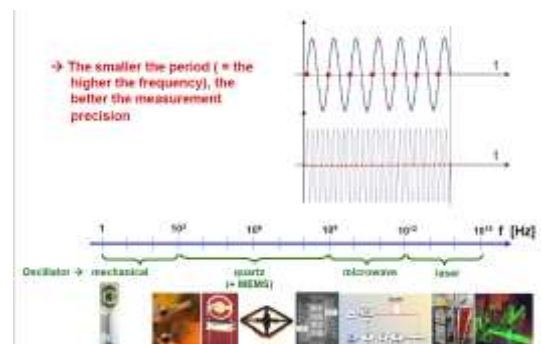 → The smaller the period ( = the
higher the frequency), the
better the measurement
precision
t
t
1 10³ 10⁶ 10⁹ 10¹² 10¹⁵ f [Hz]
Oscillator → mechanical quartz microwave laser
(+ MEMS)